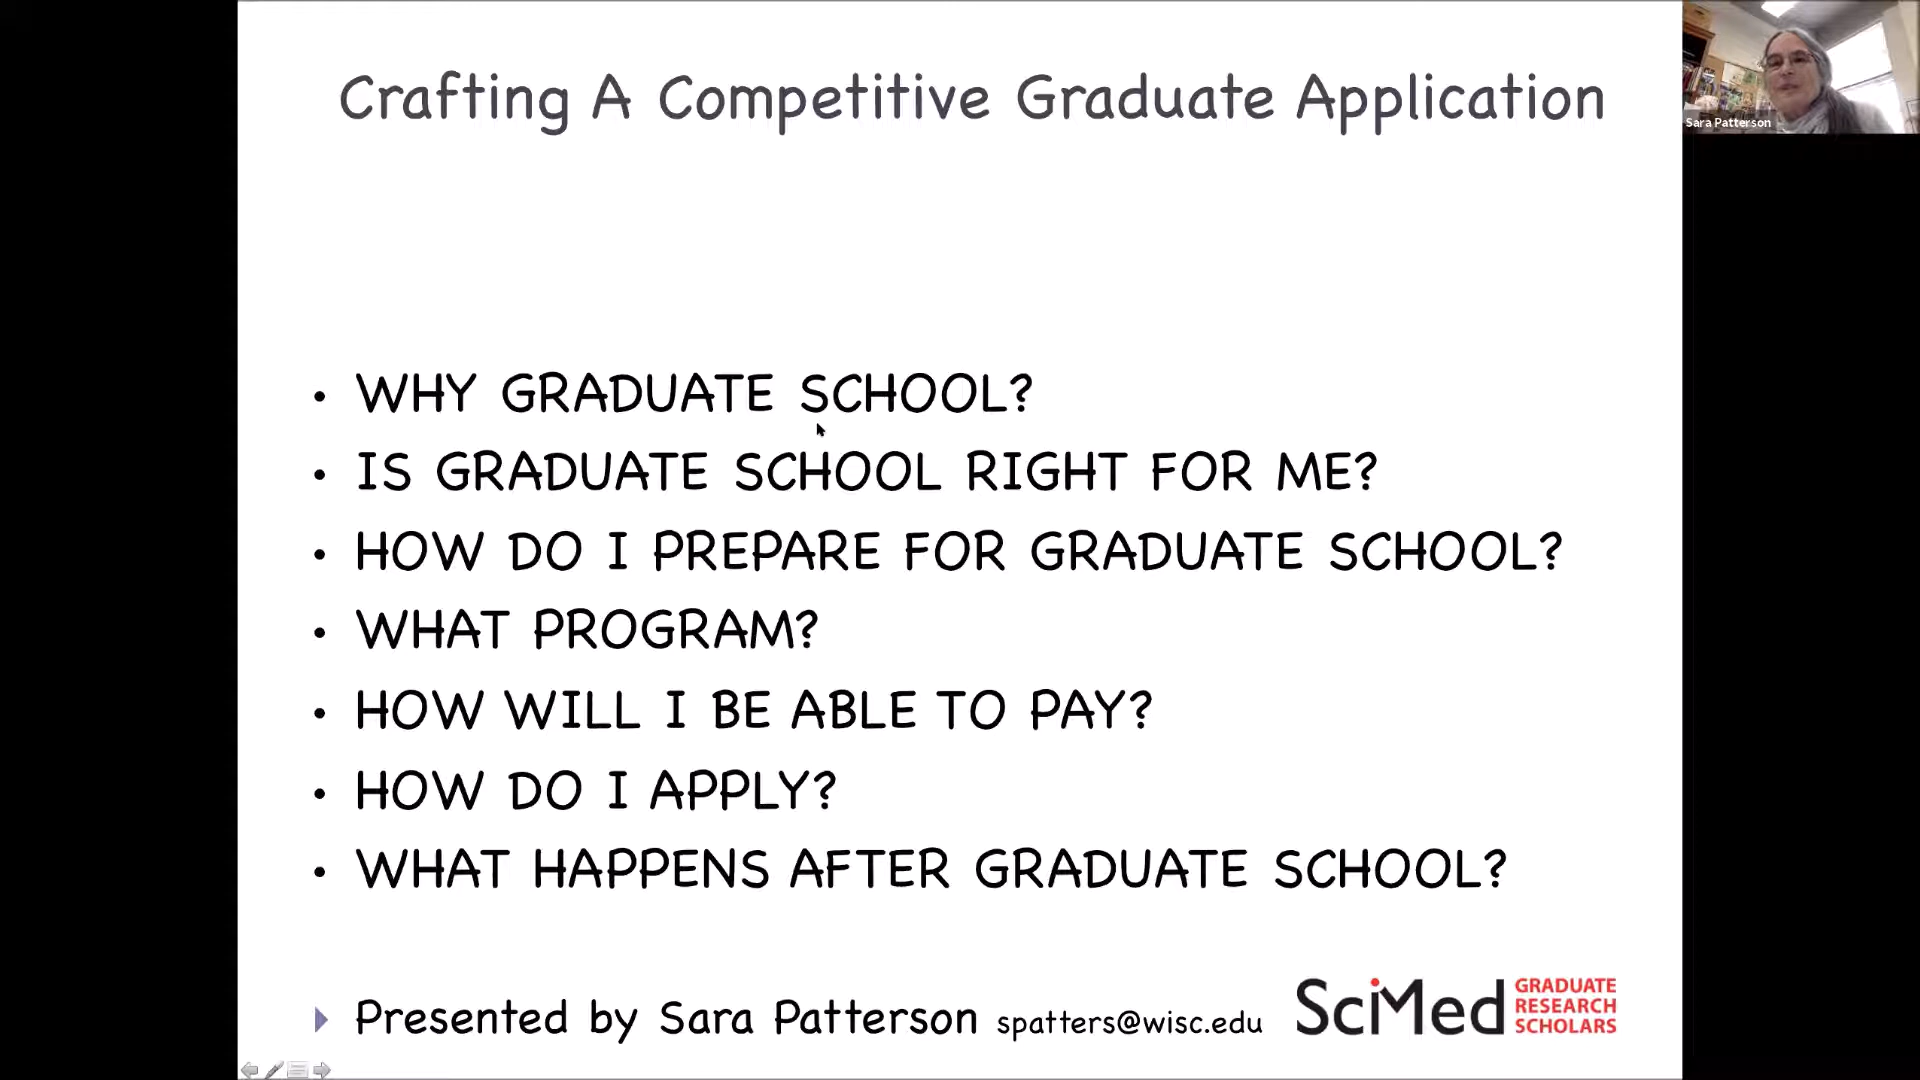 Crafting A Competitive Graduate Application
Sara Patterson
• WHY GRADUATE SCHOOL?
• IS GRADUATE SCHOOL RIGHT FOR ME?
• HOW DO I PREPARE FOR GRADUATE SCHOOL?
• WHAT PROGRAM?
• HOW WILL I BE ABLE TO PAY?
• HOW DO I APPLY?
• WHAT HAPPENS AFTER GRADUATE SCHOOL?
Presented by Sara Patterson spatters@wisc.edu
SciMed
GRADUATE
RESEARCH
SCHOLARS